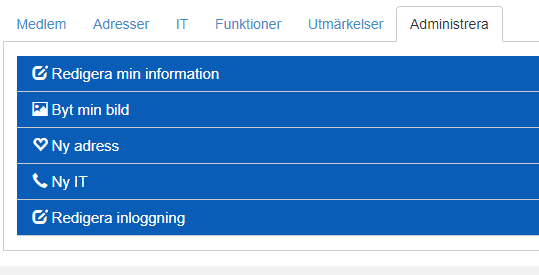 Medlem Adresser IT Funktioner Utmärkelser Administrera
Redigera min information
Byt min bild
Ny adress
Ny IT
Redigera inloggning